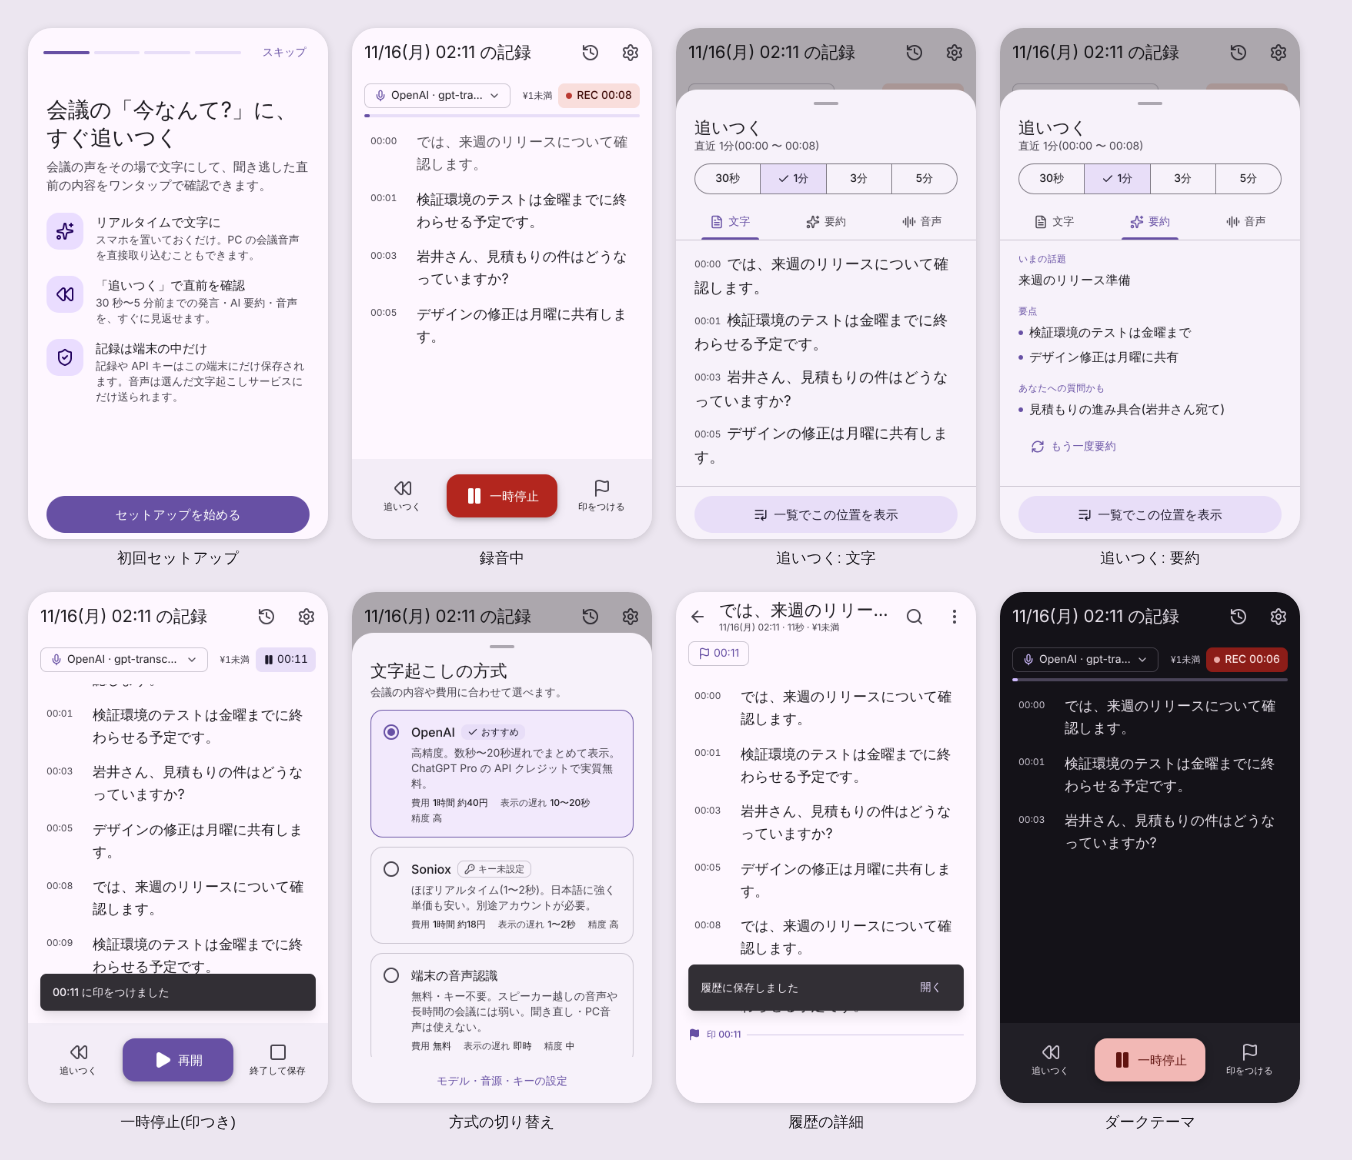 スキップ
会議の「今なんて?」に、
すぐ追いつく
会議の声をその場で文字にして、聞き逃した直
前の内容をワンタップで確認できます。
リアルタイムで文字に
スマホを置いておくだけ。PC の会議音声
を直接取り込むこともできます。
「追いつく」で直前を確認
30 秒〜5 分前までの発言・AI 要約・音声
を、すぐに見返せます。
記録は端末の中だけ
記録や API キーはこの端末にだけ保存され
ます。音声は選んだ文字起こしサービスに
だけ送られます。
セットアップを始める
初回セットアップ
11/16(月) 02:11 の記録
OpenAI · gpt-tra...
¥1未満
REC 00:08
00:00 では、来週のリリースについて確
認します。
00:01 検証環境のテストは金曜までに終
わらせる予定です。
00:03 岩井さん、見積もりの件はどうな
っていますか?
00:05 デザインの修正は月曜に共有しま
す。
追いつく
一時停止
印をつける
録音中
11/16(月) 02:11 の記録
追いつく
直近 1分(00:00 〜 00:08)
30秒
1分
3分
5分
文字
要約
音声
00:00 では、来週のリリースについて確
認します。
00:01 検証環境のテストは金曜までに終
わらせる予定です。
00:03 岩井さん、見積もりの件はどうな
っていますか?
00:05 デザインの修正は月曜に共有しま
す。
一覧でこの位置を表示
追いつく: 文字
11/16(月) 02:11 の記録
追いつく
直近 1分(00:00 〜 00:08)
30秒
1分
3分
5分
文字
要約
音声
いまの話題
来週のリリース準備
要点
検証環境のテストは金曜まで
デザイン修正は月曜に共有
あなたへの質問かも
見積もりの進み具合(岩井さん宛て)
もう一度要約
一覧でこの位置を表示
追いつく: 要約
11/16(月) 02:11 の記録
OpenAI · gpt-transc...
¥1未満
00:11
00:01 検証環境のテストは金曜までに終
わらせる予定です。
00:03 岩井さん、見積もりの件はどうな
っていますか?
00:05 デザインの修正は月曜に共有しま
す。
00:08 では、来週のリリースについて確
認します。
00:09 検証環境のテストは金曜までに終
わらせる予定です。
00:11 に印をつけました
追いつく
再開
終了して保存
一時停止(印つき)
11/16(月) 02:11 の記録
文字起こしの方式
会議の内容や費用に合わせて選べます。
OpenAI
おすすめ
高精度。数秒〜20秒遅れでまとめて表示。
ChatGPT Pro の API クレジットで実質無
料。
費用 1時間 約40円 表示の遅れ 10〜20秒
精度 高
Soniox
キー未設定
ほぼリアルタイム(1〜2秒)。日本語に強く
単価も安い。別途アカウントが必要。
費用 1時間 約18円 表示の遅れ 1〜2秒 精度 高
端末の音声認識
無料・キー不要。スピーカー越しの音声や
長時間の会議には弱い。聞き直し・PC音
声は使えない。
費用 無料 表示の遅れ 即時 精度 中
モデル・音源・キーの設定
方式の切り替え
では、来週のリリー...
11/16(月) 02:11 · 11秒 · ¥1未満
00:11
00:00 では、来週のリリースについて確
認します。
00:01 検証環境のテストは金曜までに終
わらせる予定です。
00:03 岩井さん、見積もりの件はどうな
っていますか?
00:05 デザインの修正は月曜に共有しま
す。
00:08 では、来週のリリースについて確
認します。
履歴に保存しました
開く
印 00:11
履歴の詳細
11/16(月) 02:11 の記録
OpenAI · gpt-tra...
¥1未満
REC 00:06
00:00 では、来週のリリースについて確
認します。
00:01 検証環境のテストは金曜までに終
わらせる予定です。
00:03 岩井さん、見積もりの件はどうな
っていますか?
追いつく
一時停止
印をつける
ダークテーマ